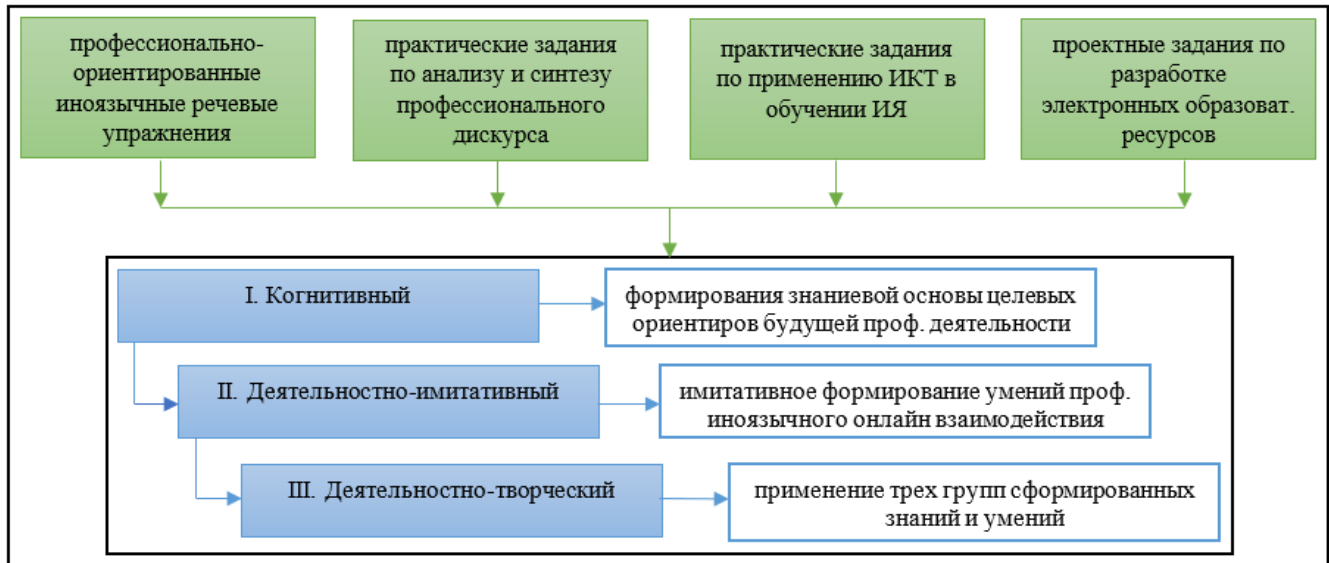 профессионально-
ориентированные
иноязычные речевые
упражнения
практические задания
по анализу и синтезу
профессионального
дискурса
практические задания
по применению ИКТ в
обучении ИЯ
проектные задания по
разработке
электронных образоват.
ресурсов
I. Когнитивный
формирования знаниевой основы целевых
ориентиров будущей проф. деятельности
II. Деятельностно-имитативный
имитативное формирование умений проф.
иноязычного онлайн взаимодействия
III. Деятельностно-творческий
применение трех групп сформированных
знаний и умений